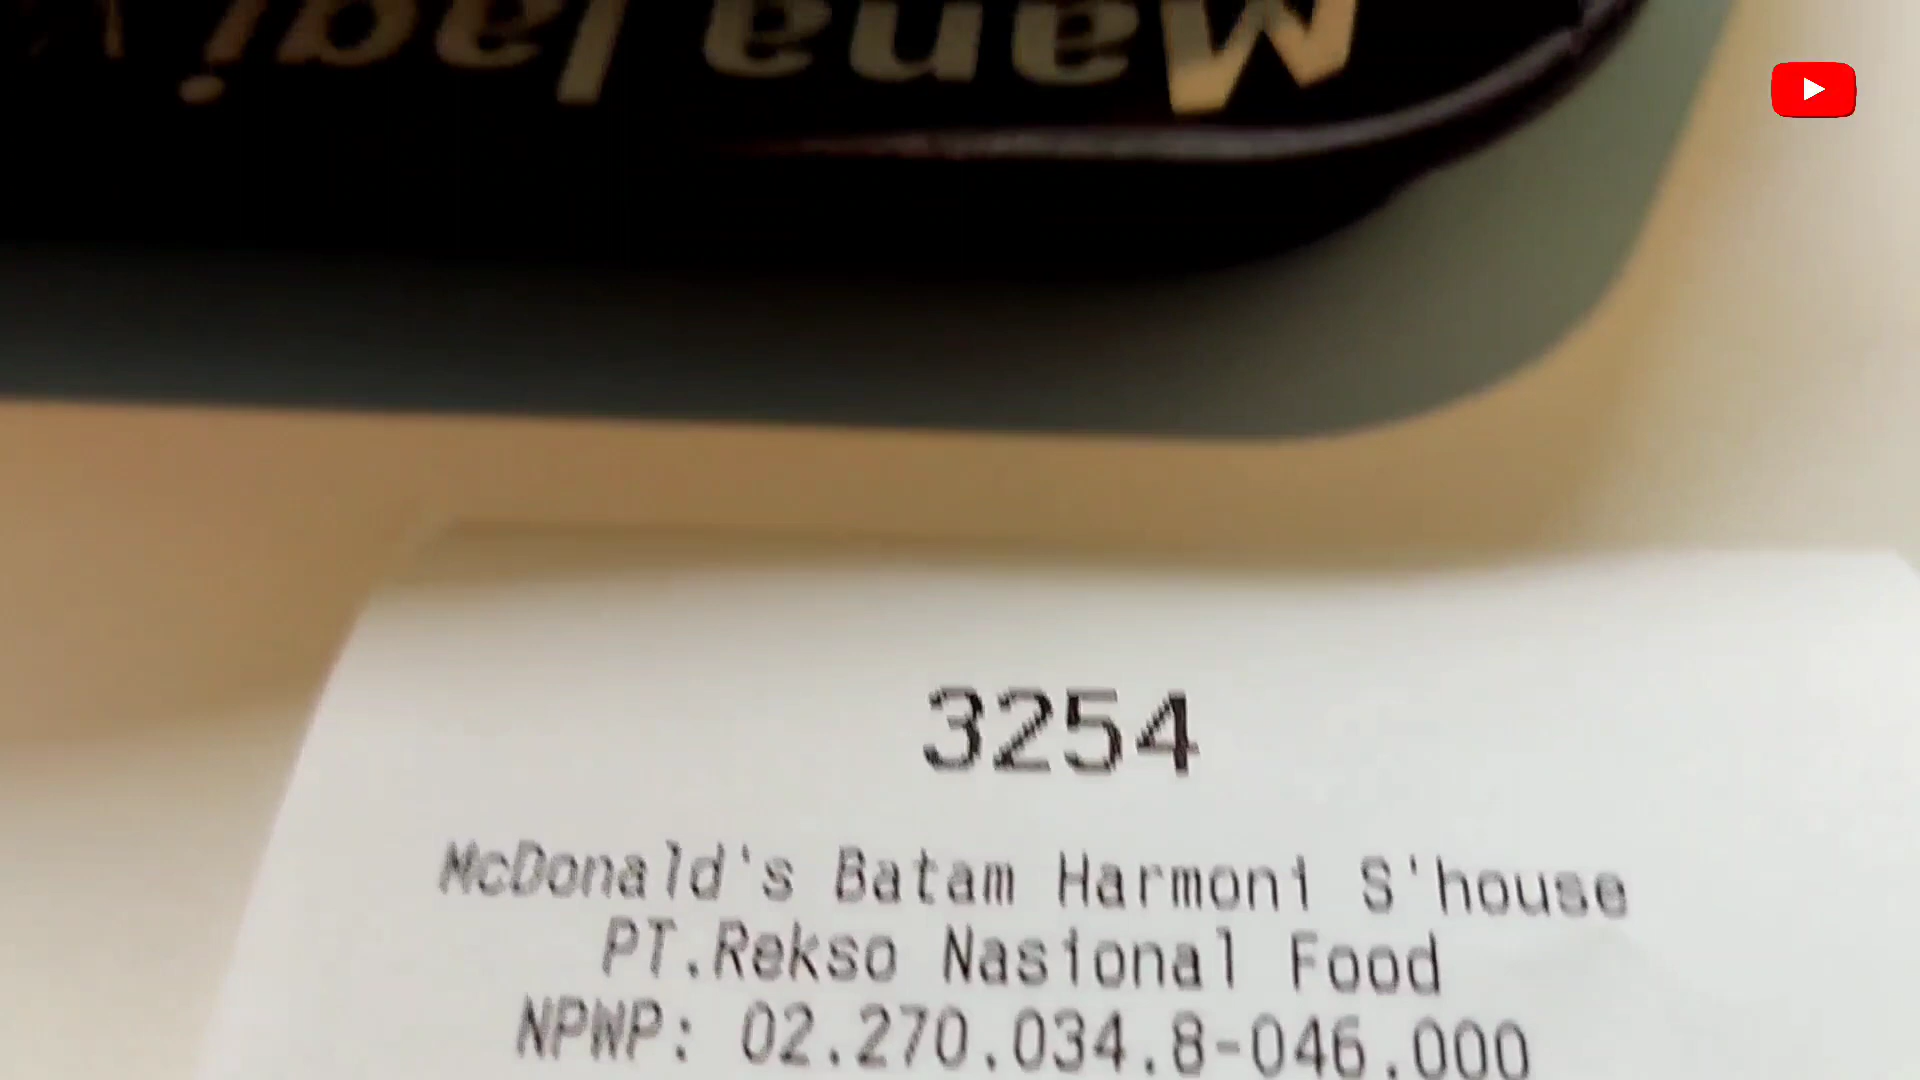 Mana lagi
3254
McDonald's Batam Harmoni S'house
PT.Rekso Nasional Food
NPWP: 02.270.034.8-046.000